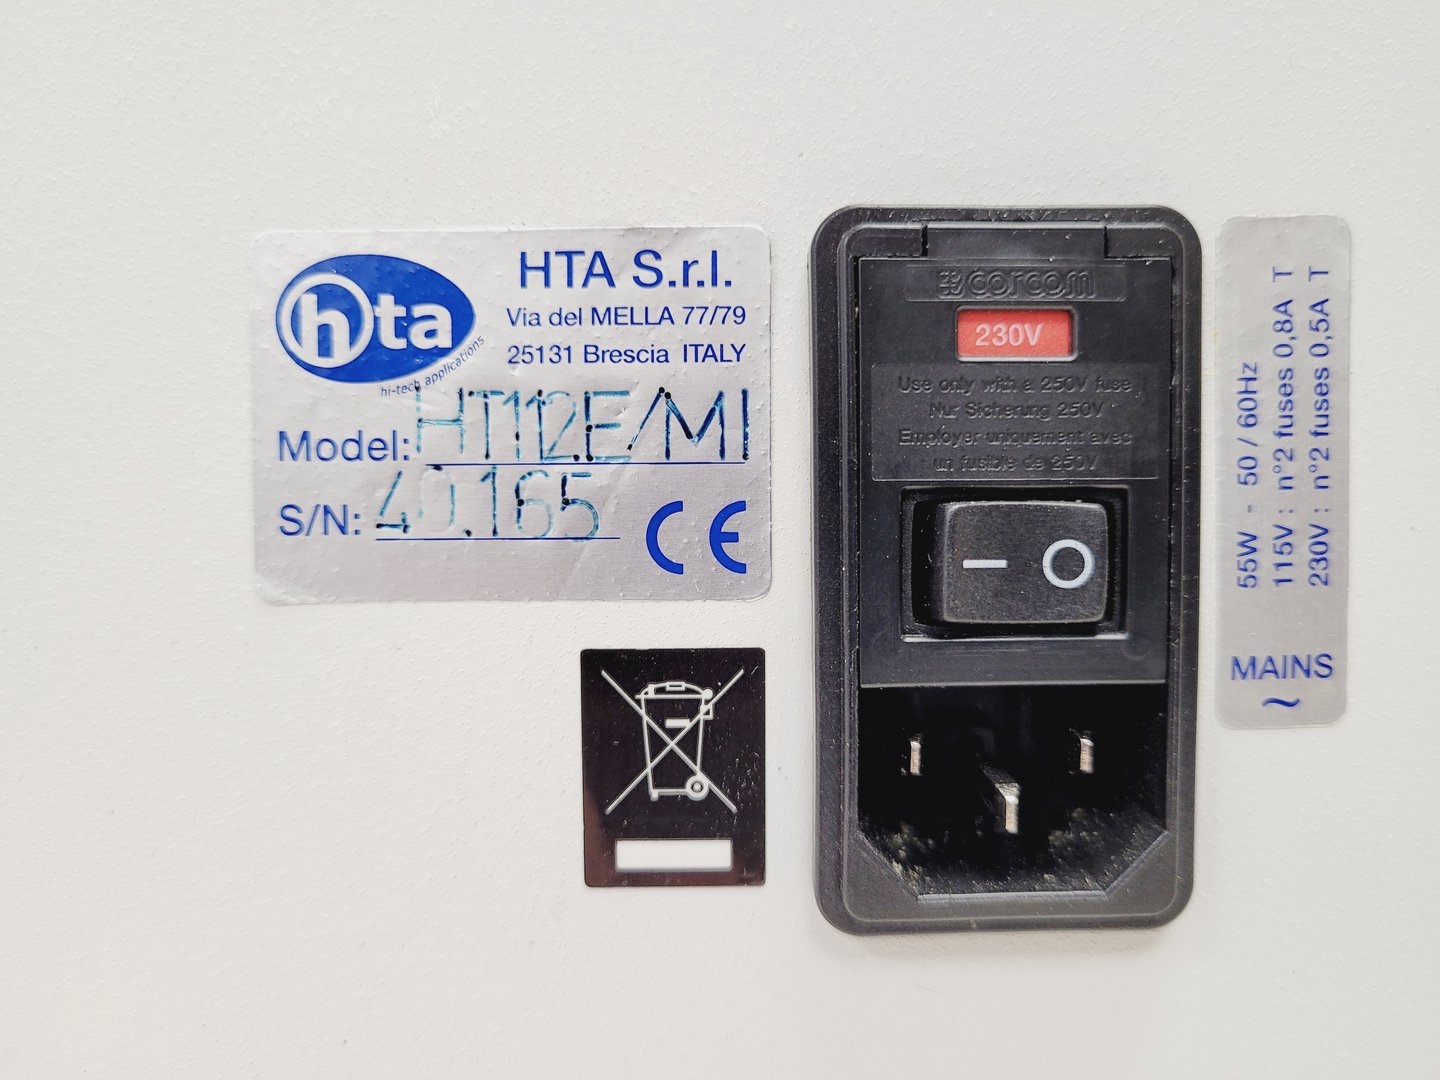 hta
hi-tech applications
HTA S.r.l.
Via del MELLA 77/79
25131 Brescia ITALY
Model: HT112E/MI
S/N: 40.165
CE
corcom
230V
Use only with a 250V fuse
Nur Sicherung 250V
Employer uniquement avec
un fusible de 250V
55W - 50 / 60Hz
115V : n°2 fuses 0,8A T
230V : n°2 fuses 0,5A T
MAINS
~